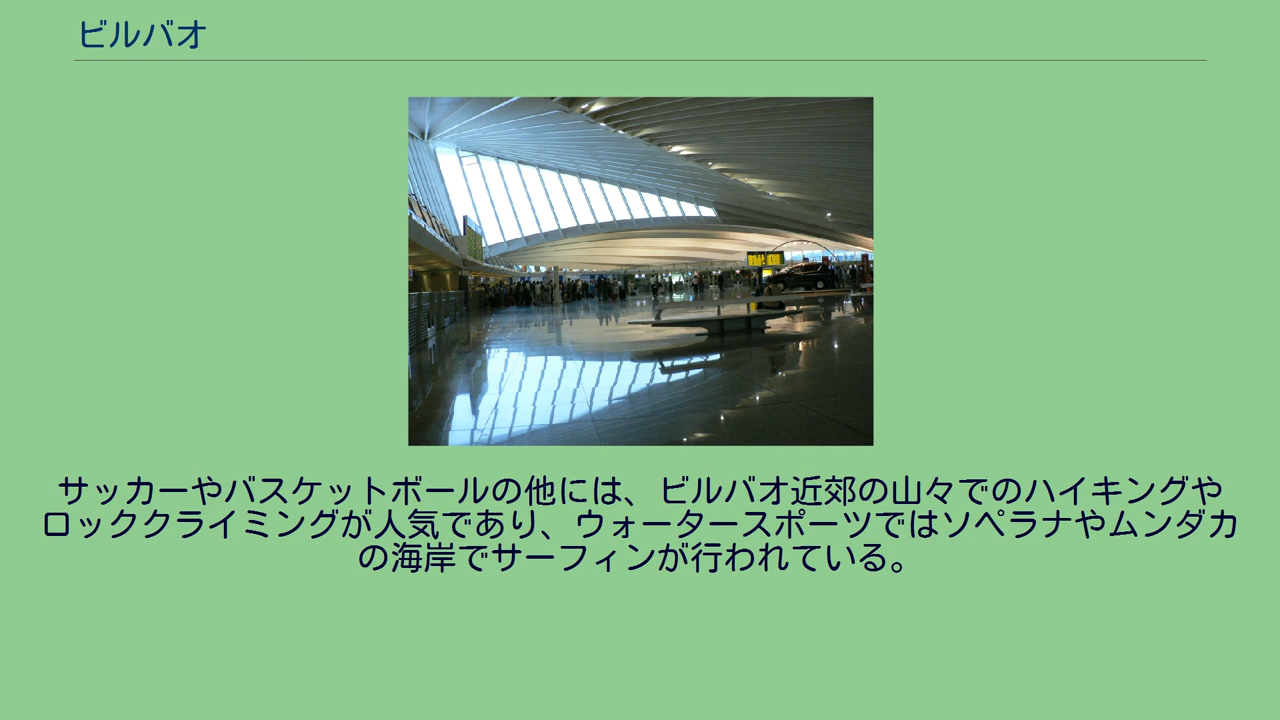 ビルバオ
サッカーやバスケットボールの他には、ビルバオ近郊の山々でのハイキングや
ロッククライミングが人気であり、ウォータースポーツではソペラナやムンダカ
の海岸でサーフィンが行われている。